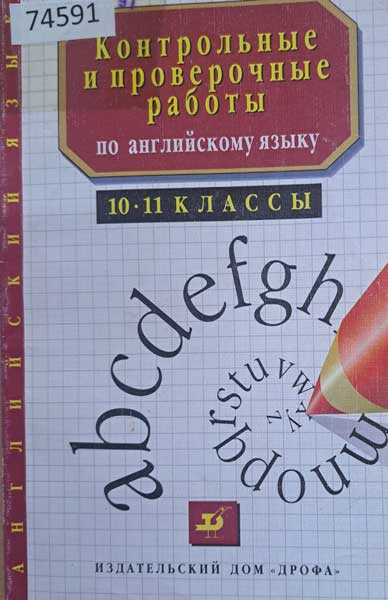 74591
Контрольные
и проверочные
работы
по английскому языку
10·11 КЛАССЫ
АНГЛИЙСКИЙ ЯЗЫК
abcdefgh
mnopqrstuvwxyz
ИЗДАТЕЛЬСКИЙ ДОМ «ДРОФА»